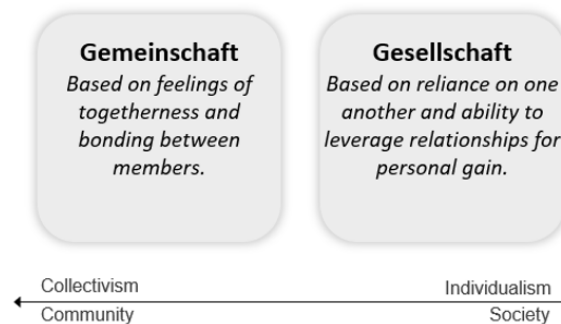 Gemeinschaft
Based on feelings of
togetherness and
bonding between
members.
Gesellschaft
Based on reliance on one
another and ability to
leverage relationships for
personal gain.
Collectivism
Individualism
Community
Society